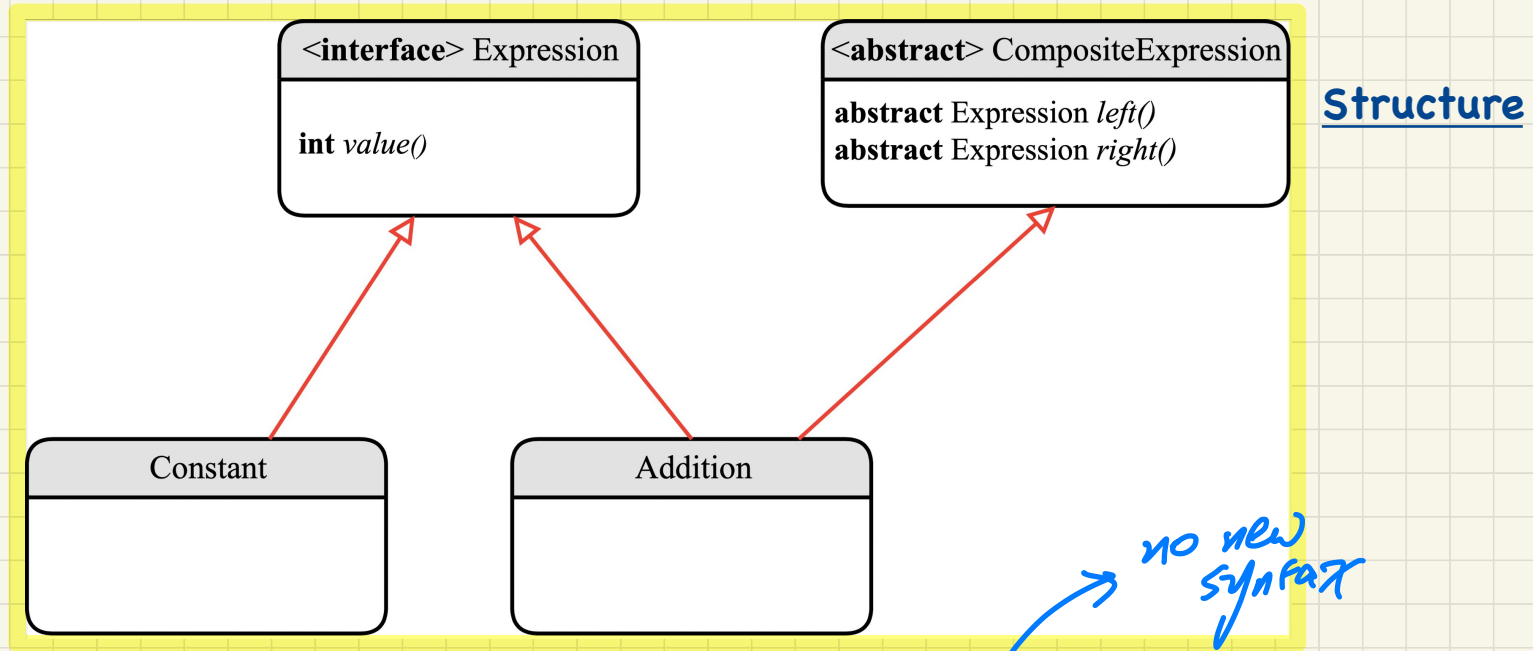 <interface> Expression
int value()
<abstract> CompositeExpression
abstract Expression left()
abstract Expression right()
Structure
Constant
Addition
no new
syntax